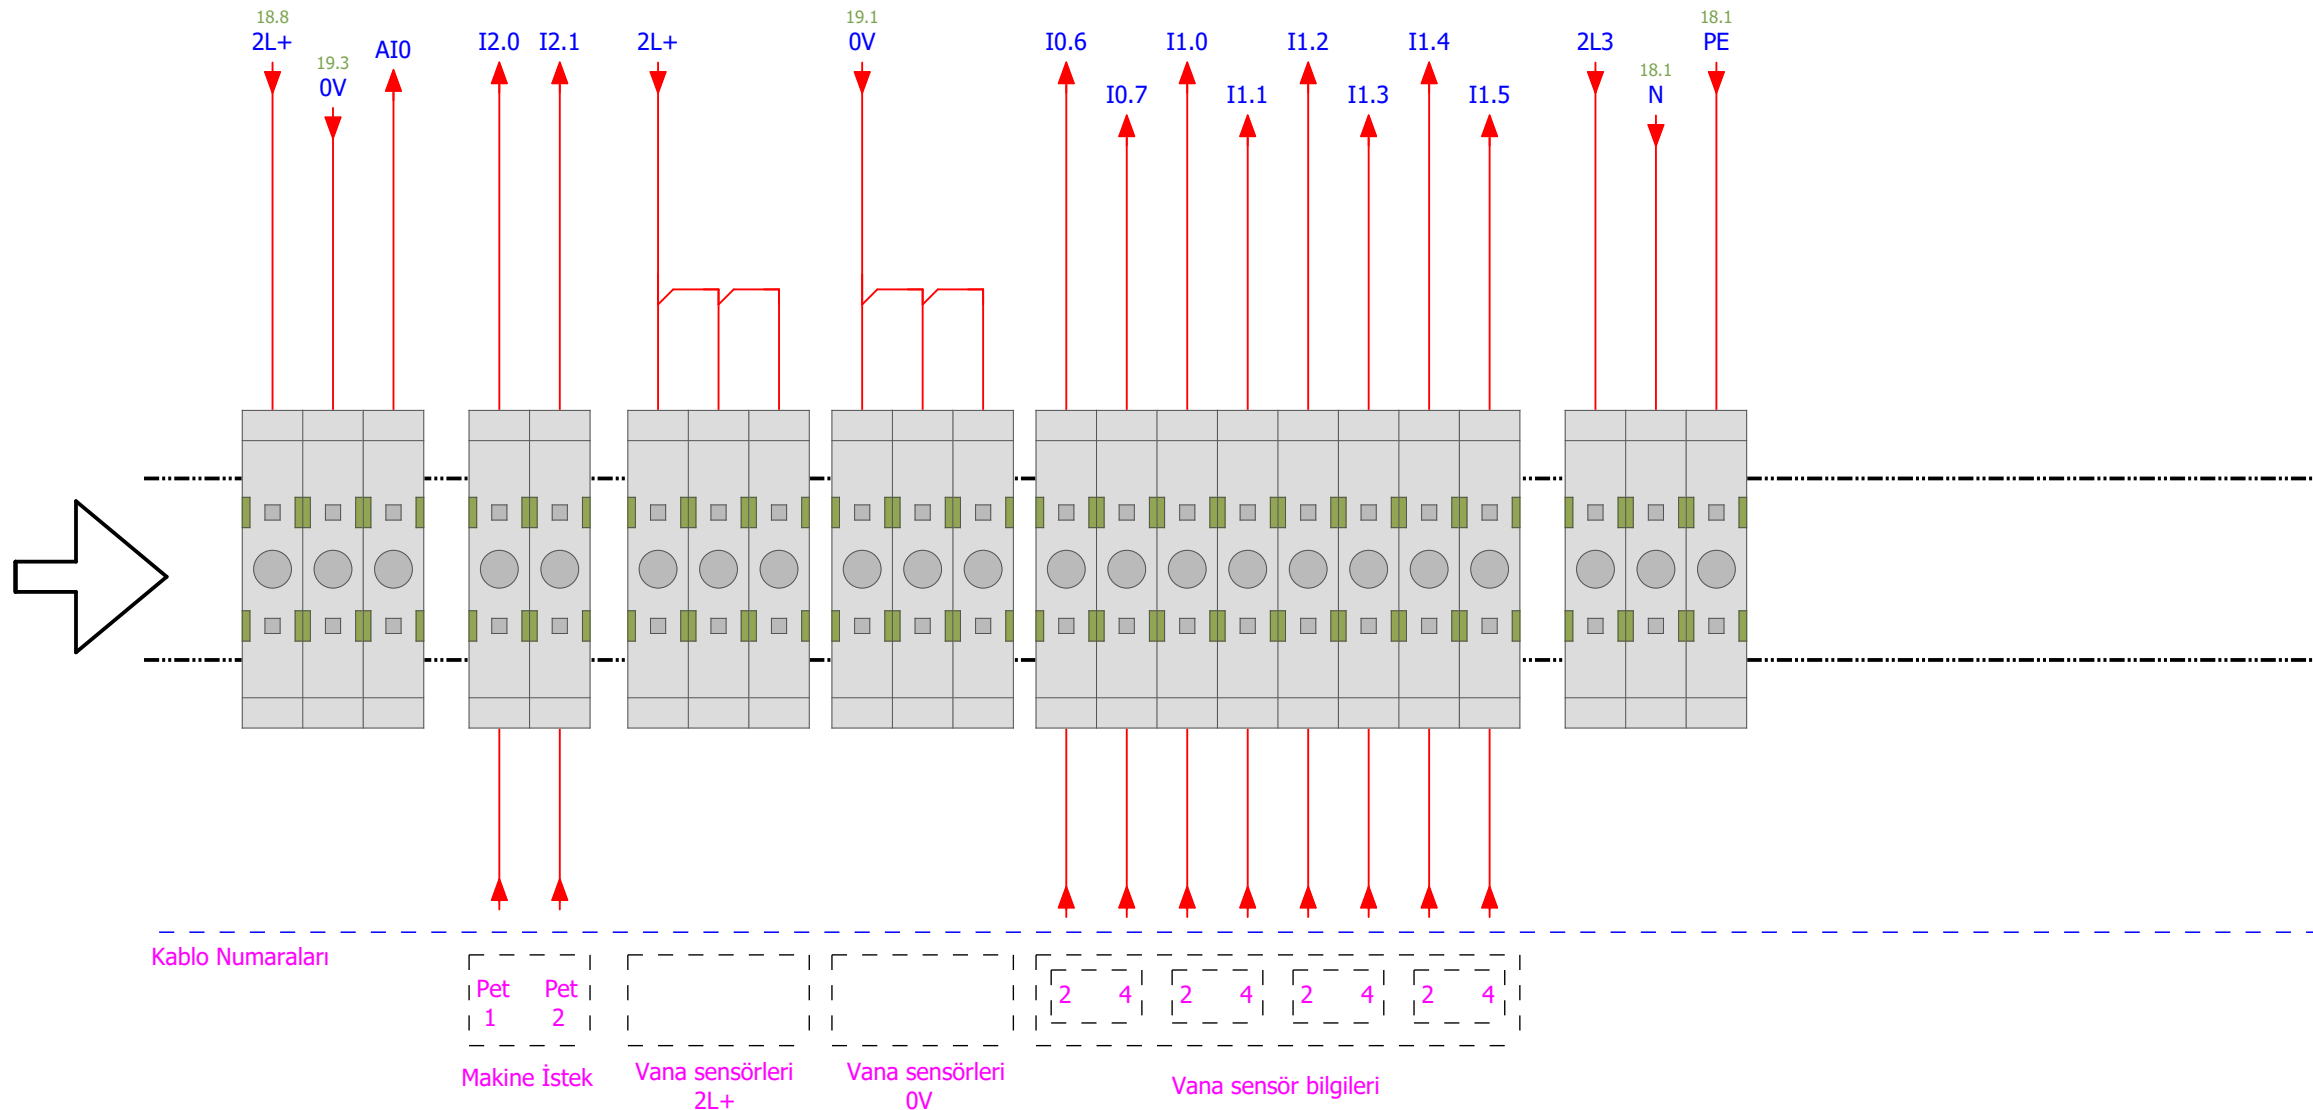 18.8
2L+
19.3
0V
AI0
I2.0
I2.1
2L+
19.1
0V
I0.6
I0.7
I1.0
I1.1
I1.2
I1.3
I1.4
I1.5
2L3
18.1
N
18.1
PE
Kablo Numaraları
Pet 1
Pet 2
2 4
2 4
2 4
2 4
Makine İstek
Vana sensörleri
2L+
Vana sensörleri
0V
Vana sensör bilgileri